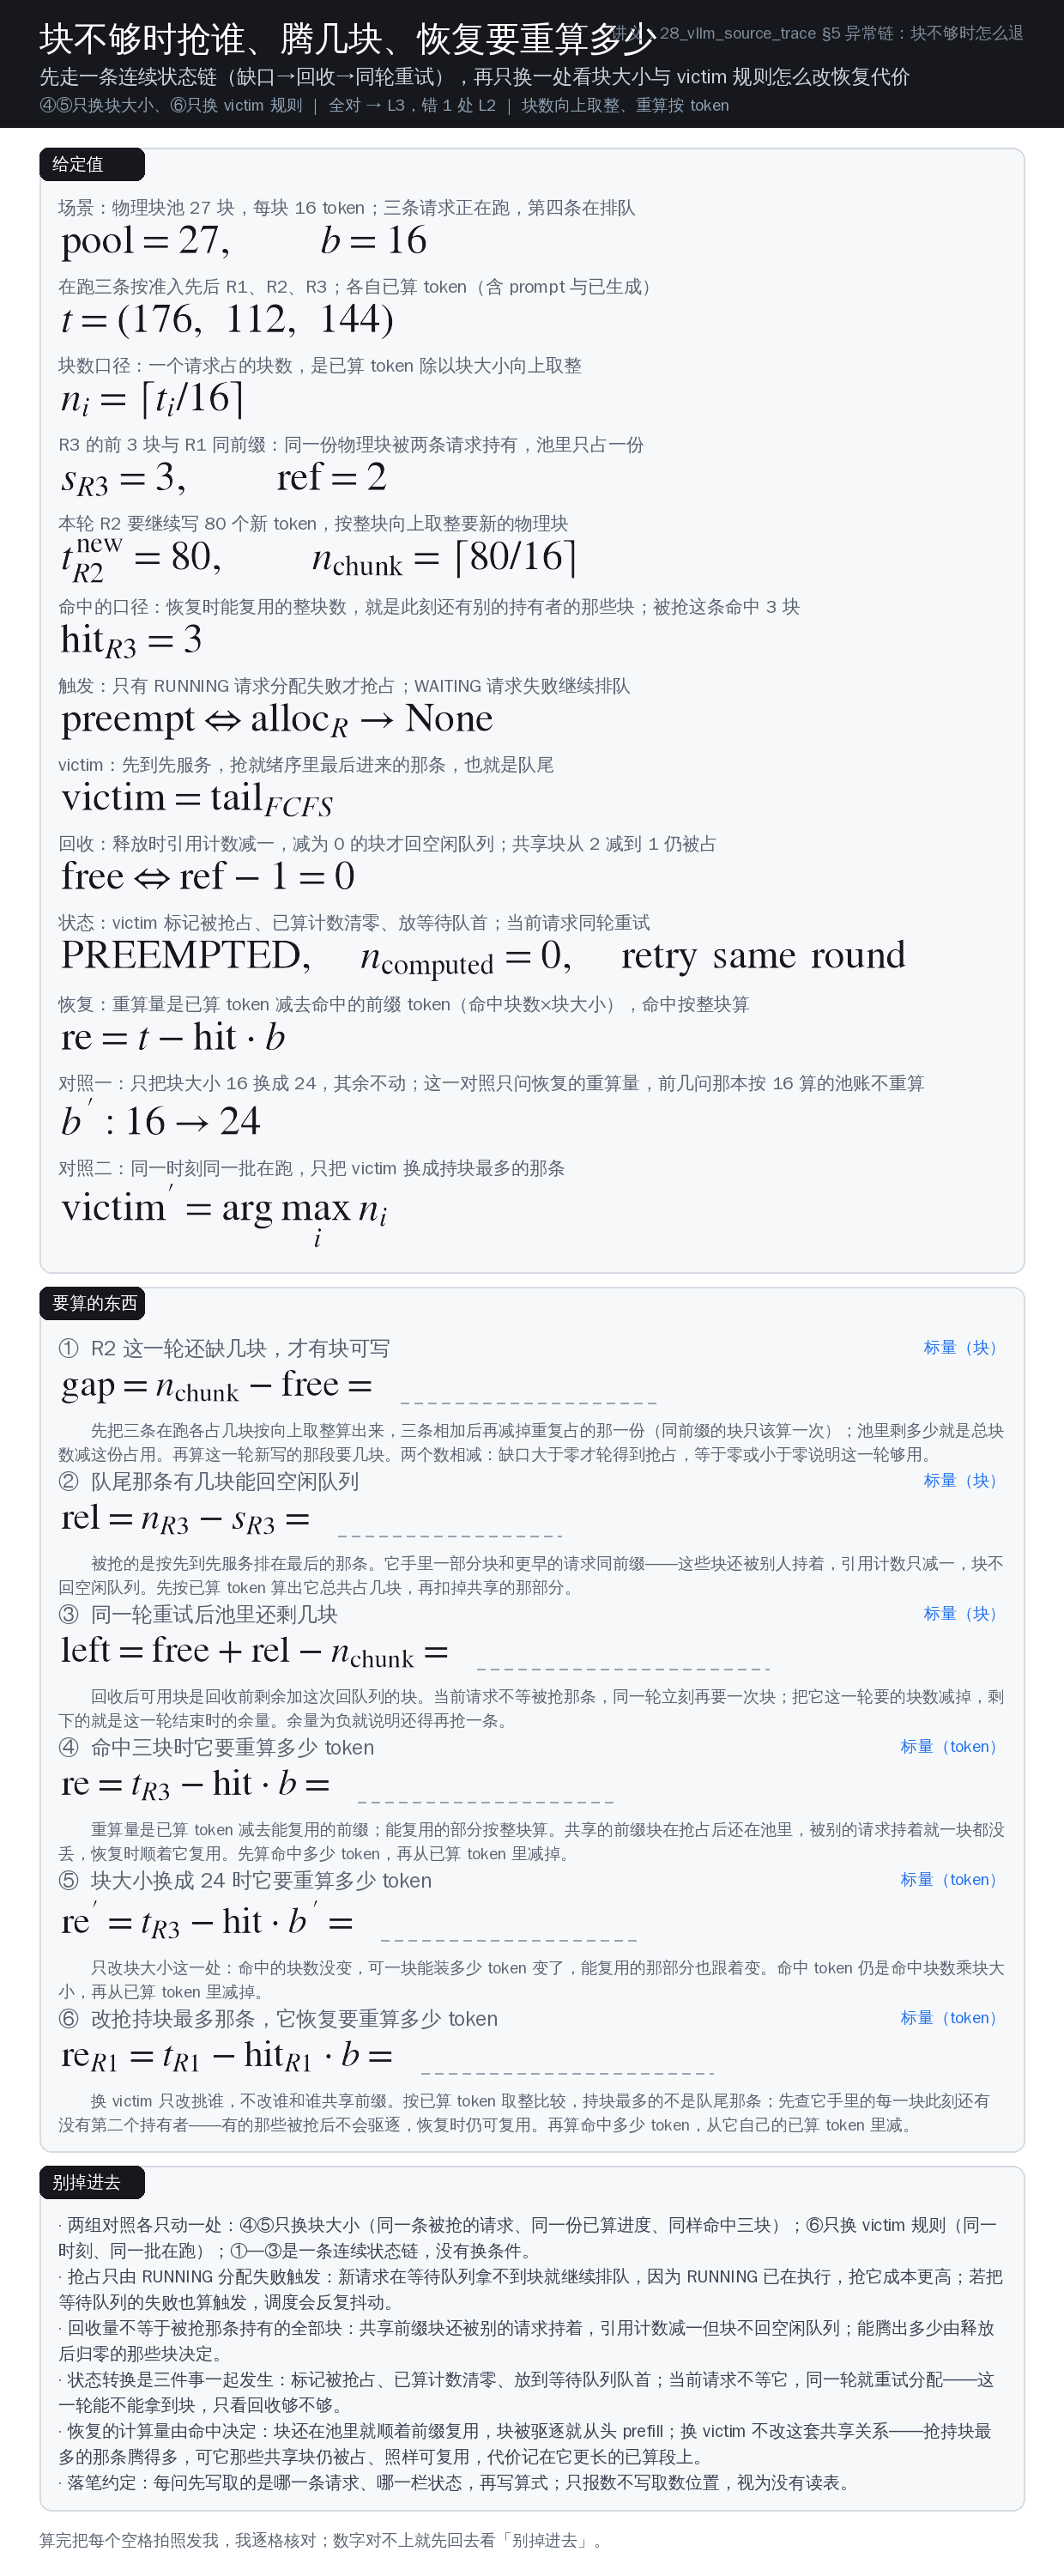 块不够时抢谁、腾几块、恢复要重算多少
28_vllm_source_trace §5 异常链：块不够时怎么退
先走一条连续状态链（缺口→回收→同轮重试），再只换一处看块大小与 victim 规则怎么改恢复代价
④⑤只换块大小、⑥只换 victim 规则 ｜ 全对 → L3，错 1 处 L2 ｜ 块数向上取整、重算按 token
给定值
场景：物理块池 27 块，每块 16 token；三条请求正在跑，第四条在排队
pool = 27, b = 16
在跑三条按准入先后 R1、R2、R3；各自已算 token（含 prompt 与已生成）
t = (176, 112, 144)
块数口径：一个请求占的块数，是已算 token 除以块大小向上取整
n_i = ⌈t_i/16⌉
R3 的前 3 块与 R1 同前缀：同一份物理块被两条请求持有，池里只占一份
s_{R3} = 3, ref = 2
本轮 R2 要继续写 80 个新 token，按整块向上取整要新的物理块
t_{R2}^{new} = 80, n_{chunk} = ⌈80/16⌉
命中的口径：恢复时能复用的整块数，就是此刻还有别的持有者的那些块；被抢这条命中 3 块
hit_{R3} = 3
触发：只有 RUNNING 请求分配失败才抢占；WAITING 请求失败继续排队
preempt ⇔ alloc_R → None
victim：先到先服务，抢就绪序里最后进来的那条，也就是队尾
victim = tail_{FCFS}
回收：释放时引用计数减一，减为 0 的块才回空闲队列；共享块从 2 减到 1 仍被占
free ⇔ ref − 1 = 0
状态：victim 标记被抢占、已算计数清零、放等待队首；当前请求同轮重试
PREEMPTED, n_{computed} = 0, retry same round
恢复：重算量是已算 token 减去命中的前缀 token（命中块数×块大小），命中按整块算
re = t − hit · b
对照一：只把块大小 16 换成 24，其余不动；这一对照只问恢复的重算量，前几问那本按 16 算的池账不重算
b′ : 16 → 24
对照二：同一时刻同一批在跑，只把 victim 换成持块最多的那条
victim′ = arg max_i n_i
要算的东西
① R2 这一轮还缺几块，才有块可写 标量（块）
gap = n_{chunk} − free =
先把三条在跑各占几块按向上取整算出来，三条相加后再减掉重复占的那一份（同前缀的块只该算一次）；池里剩多少就是总块
数减这份占用。再算这一轮新写的那段要几块。两个数相减：缺口大于零才轮得到抢占，等于零或小于零说明这一轮够用。
② 队尾那条有几块能回空闲队列 标量（块）
rel = n_{R3} − s_{R3} =
被抢的是按先到先服务排在最后的那条。它手里一部分块和更早的请求同前缀——这些块还被别人持着，引用计数只减一，块不
回空闲队列。先按已算 token 算出它总共占几块，再扣掉共享的那部分。
③ 同一轮重试后池里还剩几块 标量（块）
left = free + rel − n_{chunk} =
回收后可用块是回收前剩余加这次回队列的块。当前请求不等被抢那条，同一轮立刻再要一次块；把它这一轮要的块数减掉，剩
下的就是这一轮结束时的余量。余量为负就说明还得再抢一条。
④ 命中三块时它要重算多少 token 标量（token）
re = t_{R3} − hit · b =
重算量是已算 token 减去能复用的前缀；能复用的部分按整块算。共享的前缀块在抢占后还在池里，被别的请求持着就一块都没
丢，恢复时顺着它复用。先算命中多少 token，再从已算 token 里减掉。
⑤ 块大小换成 24 时它要重算多少 token 标量（token）
re′ = t_{R3} − hit · b′ =
只改块大小这一处：命中的块数没变，可一块能装多少 token 变了，能复用的那部分也跟着变。命中 token 仍是命中块数乘块大
小，再从已算 token 里减掉。
⑥ 改抢持块最多那条，它恢复要重算多少 token 标量（token）
re_{R1} = t_{R1} − hit_{R1} · b =
换 victim 只改挑谁，不改谁和谁共享前缀。按已算 token 取整比较，持块最多的不是队尾那条；先查它手里的每一块此刻还有
没有第二个持有者——有的那些被抢后不会驱逐，恢复时仍可复用。再算命中多少 token，从它自己的已算 token 里减。
别掉进去
· 两组对照各只动一处：④⑤只换块大小（同一条被抢的请求、同一份已算进度、同样命中三块）；⑥只换 victim 规则（同一
时刻、同一批在跑）；①—③是一条连续状态链，没有换条件。
· 抢占只由 RUNNING 分配失败触发：新请求在等待队列拿不到块就继续排队，因为 RUNNING 已在执行，抢它成本更高；若把
等待队列的失败也算触发，调度会反复抖动。
· 回收量不等于被抢那条持有的全部块：共享前缀块还被别的请求持着，引用计数减一但块不回空闲队列；能腾出多少由释放
后归零的那些块决定。
· 状态转换是三件事一起发生：标记被抢占、已算计数清零、放到等待队列队首；当前请求不等它，同一轮就重试分配——这
一轮能不能拿到块，只看回收够不够。
· 恢复的计算量由命中决定：块还在池里就顺着前缀复用，块被驱逐就从头 prefill；换 victim 不改这套共享关系——抢持块最
多的那条腾得多，可它那些共享块仍被占、照样可复用，代价记在它更长的已算段上。
· 落笔约定：每问先写取的是哪一条请求、哪一栏状态，再写算式；只报数不写取数位置，视为没有读表。
算完把每个空格拍照发我，我逐格核对；数字对不上就先回去看「别掉进去」。